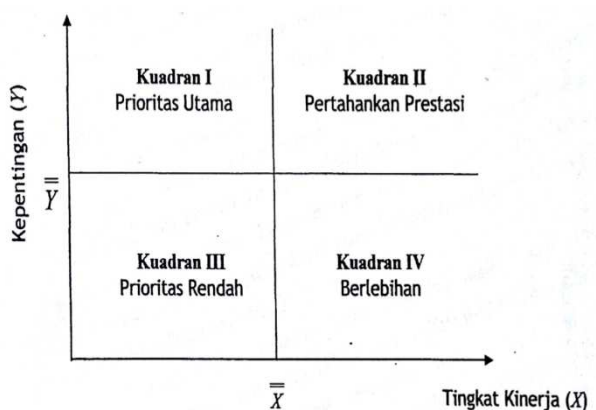 Kepentingan (Y)
Kuadran I
Prioritas Utama
Kuadran II
Pertahankan Prestasi
Y
Kuadran III
Prioritas Rendah
Kuadran IV
Berlebihan
X
Tingkat Kinerja (X)